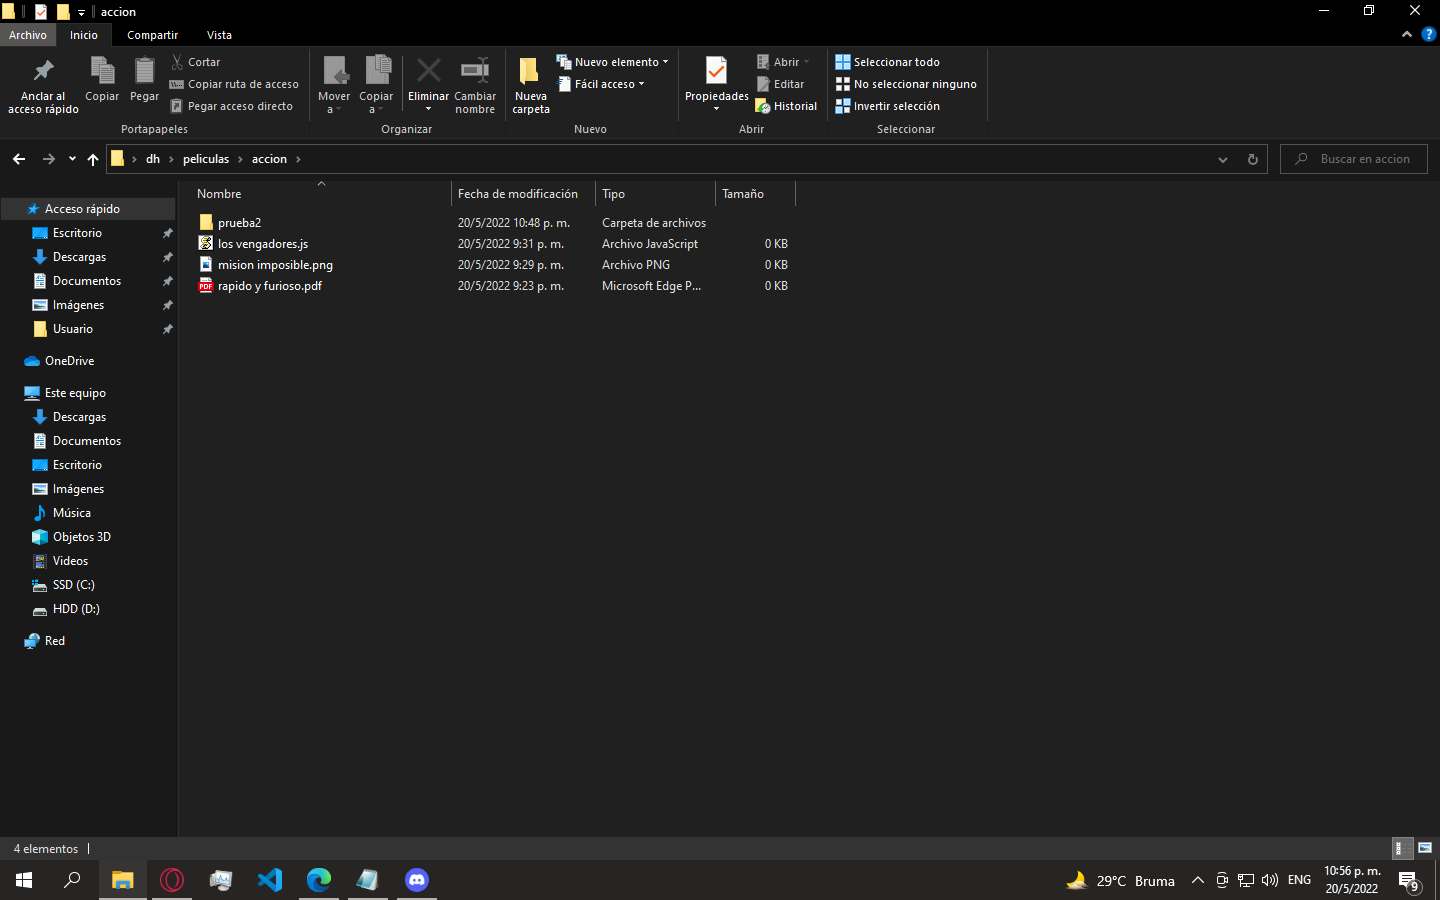 accion
Archivo
Inicio
Compartir
Vista
Anclar al
acceso rápido
Copiar
Pegar
Cortar
Copiar ruta de acceso
Pegar acceso directo
Portapapeles
Mover
a
Copiar
a
Eliminar
Cambiar
nombre
Organizar
Nueva
carpeta
Nuevo elemento
Fácil acceso
Nuevo
Propiedades
Abrir
Editar
Historial
Abrir
Seleccionar todo
No seleccionar ninguno
Invertir selección
Seleccionar
dh
peliculas
accion
Buscar en accion
Acceso rápido
Escritorio
Descargas
Documentos
Imágenes
Usuario
OneDrive
Este equipo
Descargas
Documentos
Escritorio
Imágenes
Música
Objetos 3D
Videos
SSD (C:)
HDD (D:)
Red
Nombre Fecha de modificación Tipo Tamaño
prueba2 20/5/2022 10:48 p. m. Carpeta de archivos
los vengadores.js 20/5/2022 9:31 p. m. Archivo JavaScript 0 KB
mision imposible.png 20/5/2022 9:29 p. m. Archivo PNG 0 KB
PDF rapido y furioso.pdf 20/5/2022 9:23 p. m. Microsoft Edge P... 0 KB
4 elementos
29°C Bruma
ENG
10:56 p. m.
20/5/2022
9